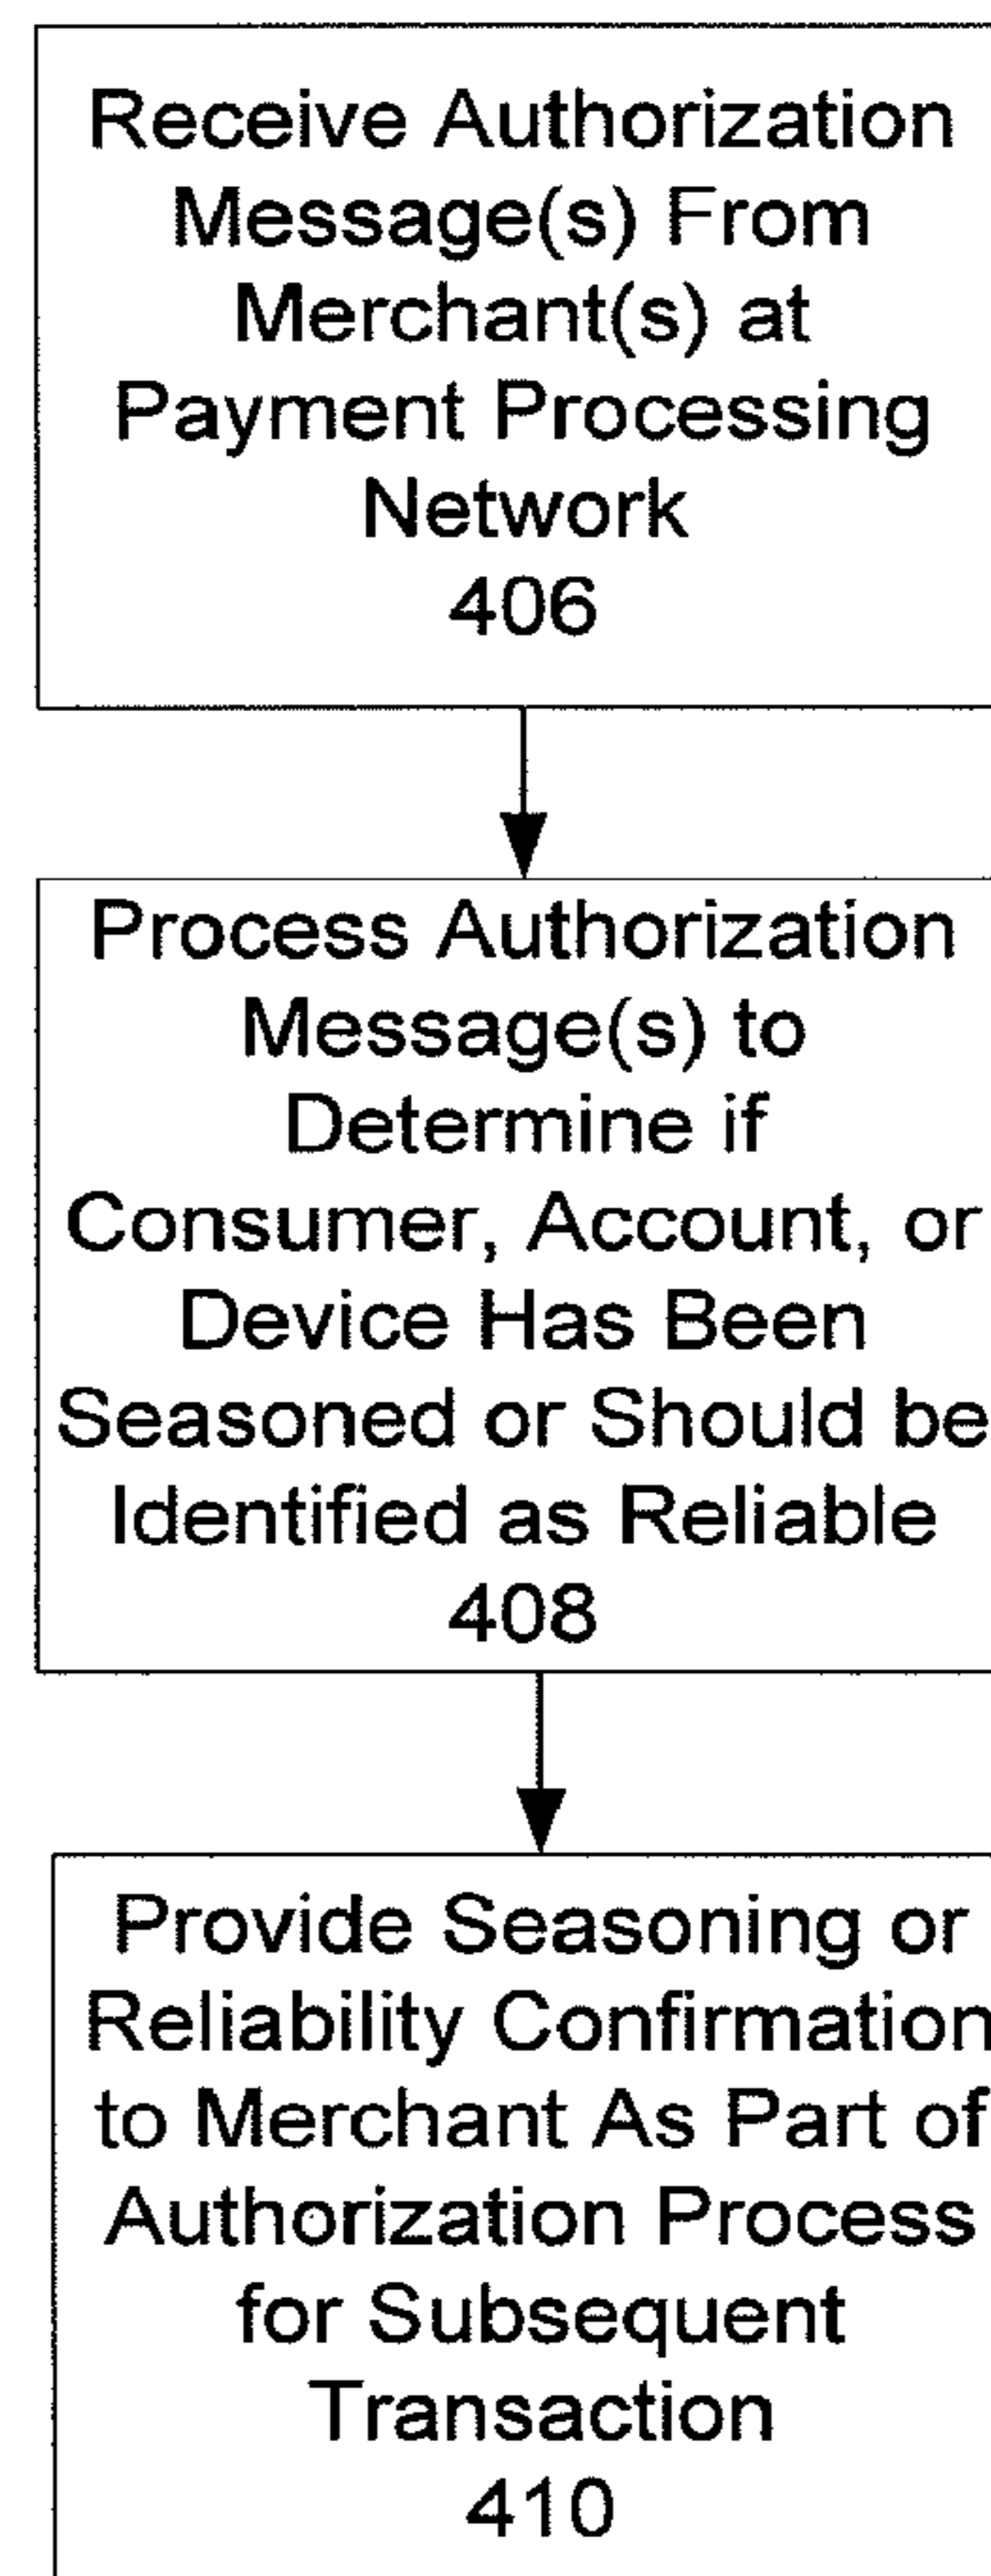 Receive Authorization
Message(s) From
Merchant(s) at
Payment Processing
Network
406
Process Authorization
Message(s) to
Determine if
Consumer, Account, or
Device Has Been
Seasoned or Should be
Identified as Reliable
408
Provide Seasoning or
Reliability Confirmation
to Merchant As Part of
Authorization Process
for Subsequent
Transaction
410